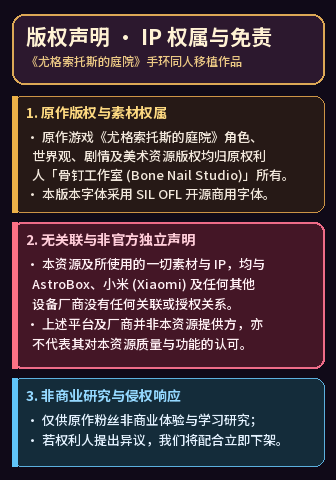 版权声明 · IP 权属与免责
《尤格索托斯的庭院》手环同人移植作品
1. 原作版权与素材权属
· 原作游戏《尤格索托斯的庭院》角色、
世界观、剧情及美术资源版权均归原权利
人「骨钉工作室 (Bone Nail Studio)」所有。
· 本版本字体采用 SIL OFL 开源商用字体。
2. 无关联与非官方独立声明
· 本资源及所使用的一切素材与 IP，均与
AstroBox、小米 (Xiaomi) 及任何其他
设备厂商没有任何关联或授权关系。
· 上述平台及厂商并非本资源提供方，亦
不代表其对本资源质量与功能的认可。
3. 非商业研究与侵权响应
· 仅供原作粉丝非商业体验与学习研究；
· 若权利人提出异议，我们将配合立即下架。